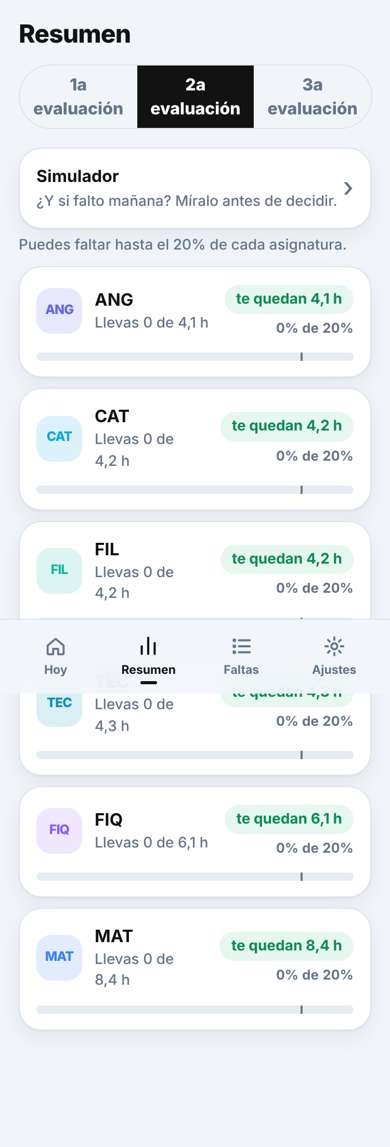 Resumen
1a
evaluación
2a
evaluación
3a
evaluación
Simulador
¿Y si falto mañana? Míralo antes de decidir.
Puedes faltar hasta el 20% de cada asignatura.
ANG
ANG
Llevas 0 de 4,1 h
te quedan 4,1 h
0% de 20%
CAT
CAT
Llevas 0 de
4,2 h
te quedan 4,2 h
0% de 20%
FIL
FIL
Llevas 0 de
4,2 h
te quedan 4,2 h
0% de 20%
Hoy
Resumen
Faltas
Ajustes
TEC
TEC
Llevas 0 de
4,3 h
te quedan 4,3 h
0% de 20%
FIQ
FIQ
Llevas 0 de 6,1 h
te quedan 6,1 h
0% de 20%
MAT
MAT
Llevas 0 de
8,4 h
te quedan 8,4 h
0% de 20%